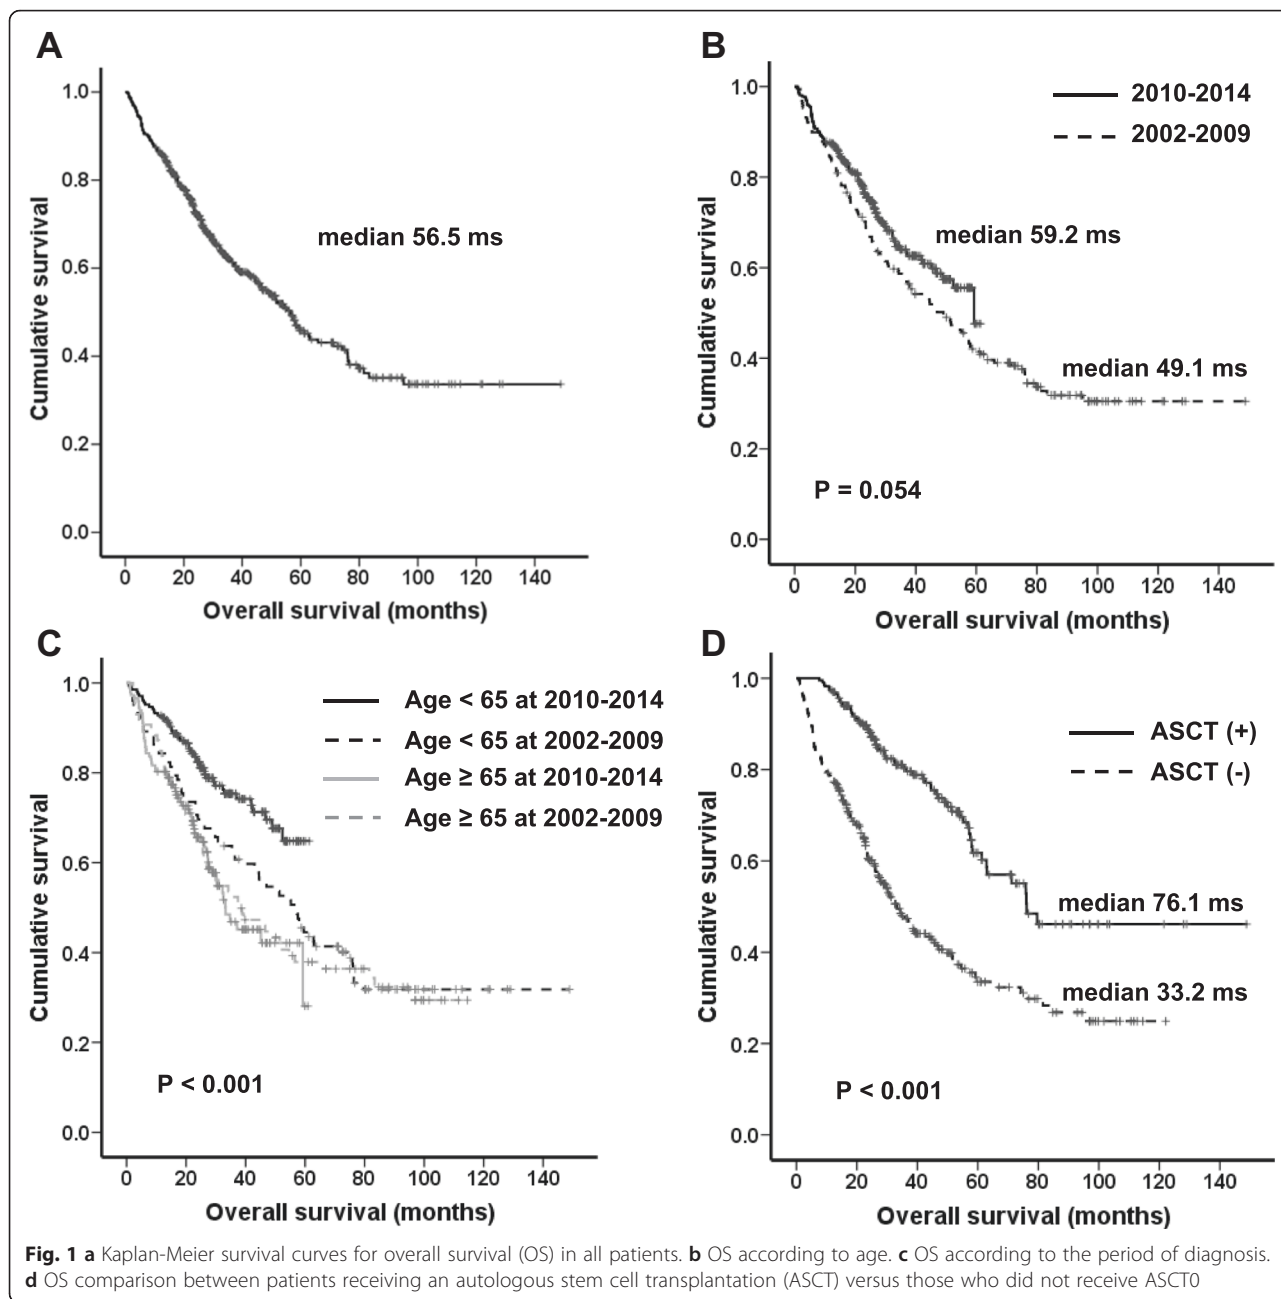 A
1.0
0.8
0.6
0.4
0.2
0.0
Cumulative survival
median 56.5 ms
0 20 40 60 80 100 120 140
Overall survival (months)
B
1.0
0.8
0.6
0.4
0.2
0.0
Cumulative survival
2010-2014
2002-2009
median 59.2 ms
median 49.1 ms
P = 0.054
0 20 40 60 80 100 120 140
Overall survival (months)
C
1.0
0.8
0.6
0.4
0.2
0.0
Cumulative survival
Age < 65 at 2010-2014
Age < 65 at 2002-2009
Age ≥ 65 at 2010-2014
Age ≥ 65 at 2002-2009
P < 0.001
0 20 40 60 80 100 120 140
Overall survival (months)
D
1.0
0.8
0.6
0.4
0.2
0.0
Cumulative survival
ASCT (+)
ASCT (-)
median 76.1 ms
median 33.2 ms
P < 0.001
0 20 40 60 80 100 120 140
Overall survival (months)
Fig. 1 a Kaplan-Meier survival curves for overall survival (OS) in all patients. b OS according to age. c OS according to the period of diagnosis.
d OS comparison between patients receiving an autologous stem cell transplantation (ASCT) versus those who did not receive ASCT0